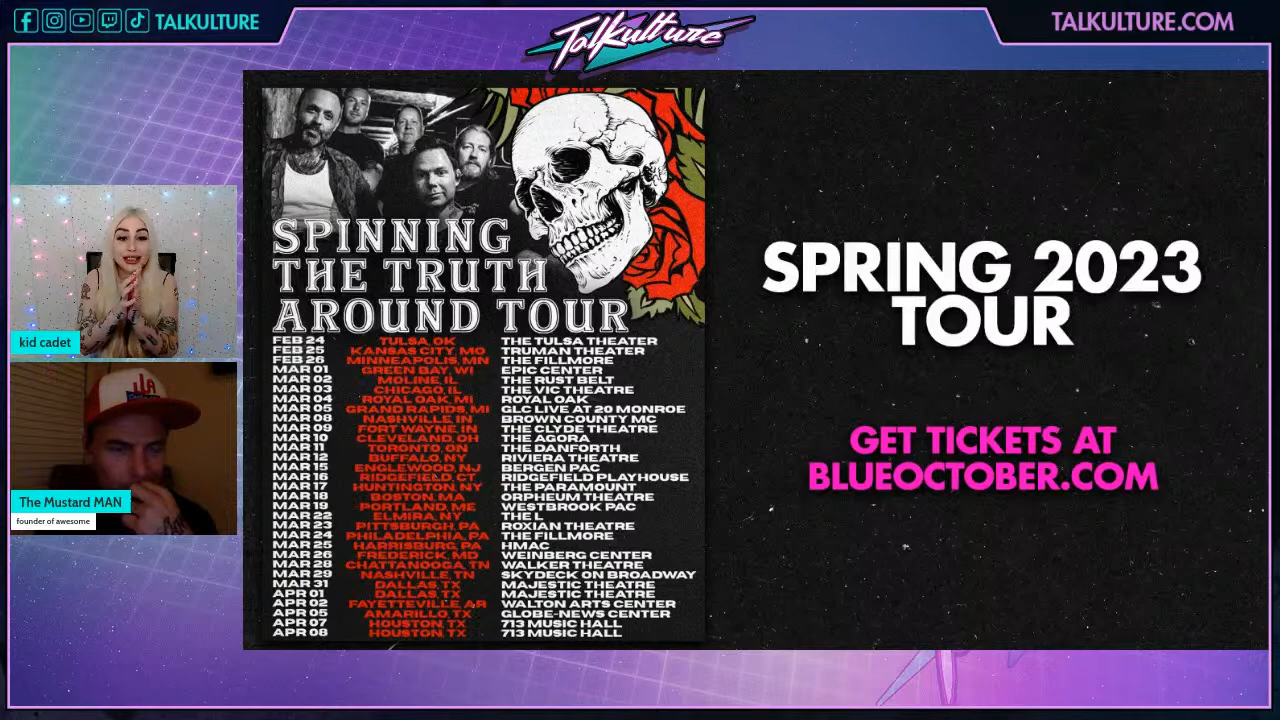 TALKULTURE
TalKulture
TALKULTURE.COM
kid cadet
The Mustard MAN
founder of awesome
SPINNING
THE TRUTH
AROUND TOUR
FEB 24 TULSA, OK THE TULSA THEATER
FEB 25 KANSAS CITY, MO TRUMAN THEATER
FEB 26 MINNEAPOLIS, MN THE FILLMORE
MAR 01 GREEN BAY, WI EPIC CENTER
MAR 02 MOLINE, IL THE RUST BELT
MAR 03 CHICAGO, IL THE VIC THEATRE
MAR 04 ROYAL OAK, MI ROYAL OAK
MAR 05 GRAND RAPIDS, MI GLC LIVE AT 20 MONROE
MAR 08 NASHVILLE, IN BROWN COUNTY MC
MAR 09 FORT WAYNE, IN THE CLYDE THEATRE
MAR 10 CLEVELAND, OH THE AGORA
MAR 11 TORONTO, ON THE DANFORTH
MAR 12 BUFFALO, NY RIVIERA THEATRE
MAR 15 ENGLEWOOD, NJ BERGEN PAC
MAR 16 RIDGEFIELD, CT RIDGEFIELD PLAYHOUSE
MAR 17 HUNTINGTON, NY THE PARAMOUNT
MAR 18 BOSTON, MA ORPHEUM THEATRE
MAR 19 PORTLAND, ME WESTBROOK PAC
MAR 22 ELMIRA, NY THE L
MAR 23 PITTSBURGH, PA ROXIAN THEATRE
MAR 24 PHILADELPHIA, PA THE FILLMORE
MAR 25 HARRISBURG, PA HMAC
MAR 26 FREDERICK, MD WEINBERG CENTER
MAR 28 CHATTANOOGA, TN WALKER THEATRE
MAR 29 NASHVILLE, TN SKYDECK ON BROADWAY
MAR 31 DALLAS, TX MAJESTIC THEATRE
APR 01 DALLAS, TX MAJESTIC THEATRE
APR 02 FAYETTEVILLE, AR WALTON ARTS CENTER
APR 05 AMARILLO, TX GLOBE-NEWS CENTER
APR 07 HOUSTON, TX 713 MUSIC HALL
APR 08 HOUSTON, TX 713 MUSIC HALL
SPRING 2023
TOUR
GET TICKETS AT
BLUEOCTOBER.COM